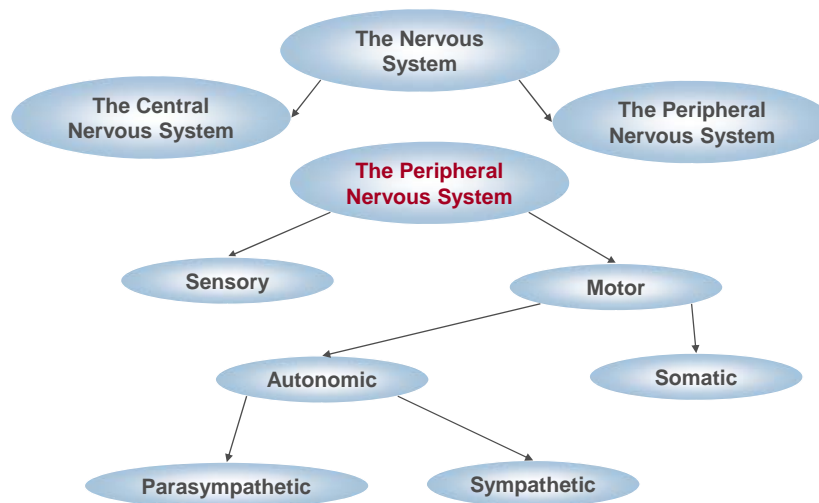 The Nervous
System
The Central
Nervous System
The Peripheral
Nervous System
The Peripheral
Nervous System
Sensory
Motor
Autonomic
Somatic
Parasympathetic
Sympathetic